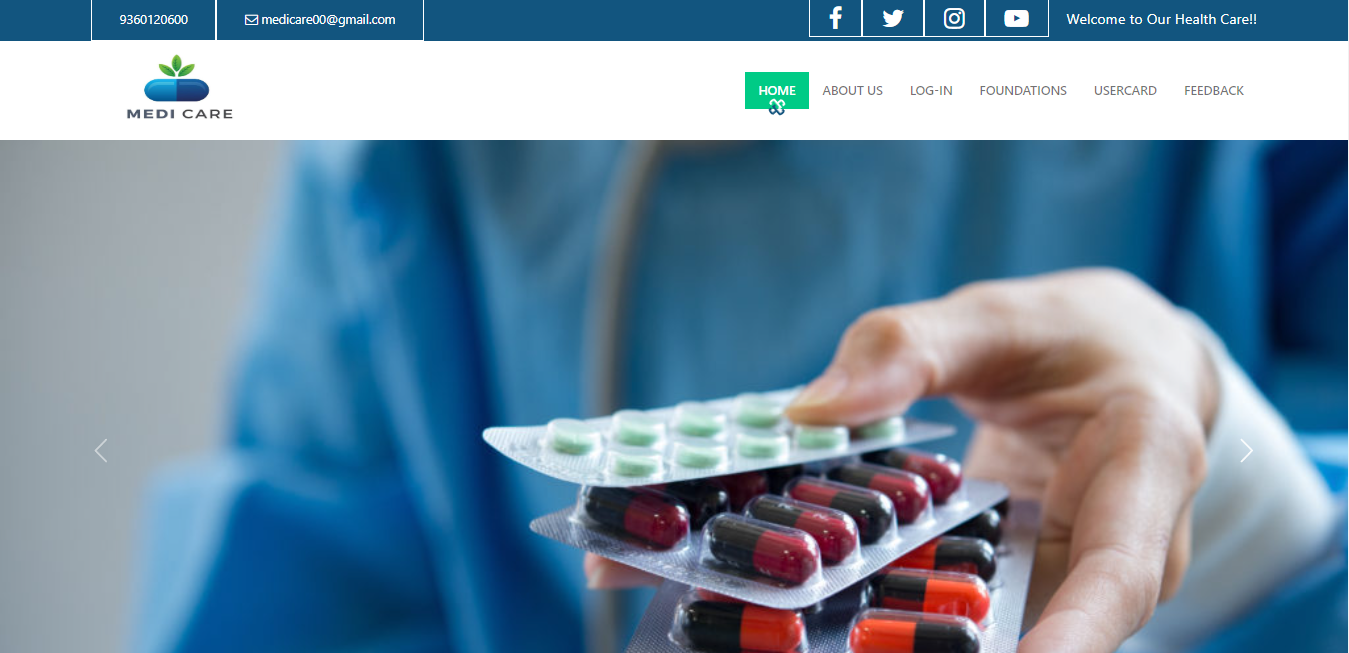 9360120600
medicare00@gmail.com
Welcome to Our Health Care!!
MEDI CARE
HOME
ABOUT US
LOG-IN
FOUNDATIONS
USERCARD
FEEDBACK